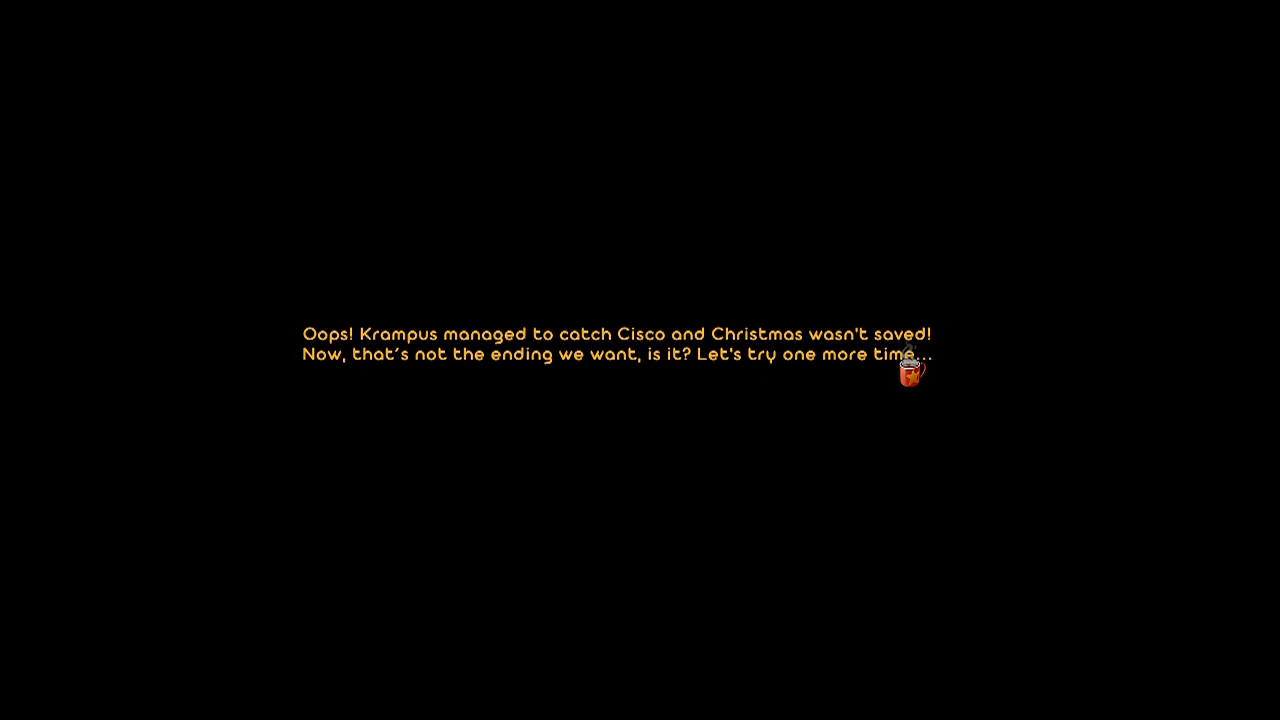 Oops! Krampus managed to catch Cisco and Christmas wasn't saved!
Now, that´s not the ending we want, is it? Let's try one more time...